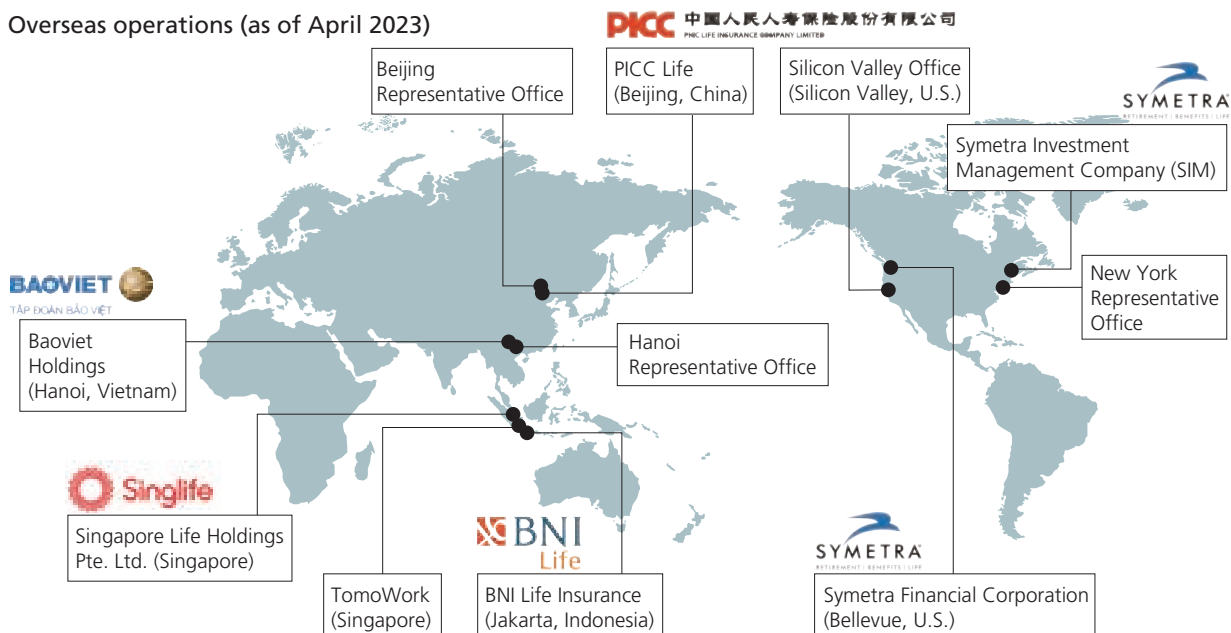 Overseas operations (as of April 2023)
PICC 中国人民人寿保险股份有限公司
PICC LIFE INSURANCE COMPANY LIMITED
Beijing
Representative Office
PICC Life
(Beijing, China)
Silicon Valley Office
(Silicon Valley, U.S.)
SYMETRA
RETIREMENT | BENEFITS | LIFE
Symetra Investment
Management Company (SIM)
BAOVIET
TẬP ĐOÀN BẢO VIỆT
Baoviet
Holdings
(Hanoi, Vietnam)
Hanoi
Representative Office
New York
Representative
Office
Singlife
Singapore Life Holdings
Pte. Ltd. (Singapore)
BNI
Life
TomoWork
(Singapore)
BNI Life Insurance
(Jakarta, Indonesia)
SYMETRA
RETIREMENT | BENEFITS | LIFE
Symetra Financial Corporation
(Bellevue, U.S.)